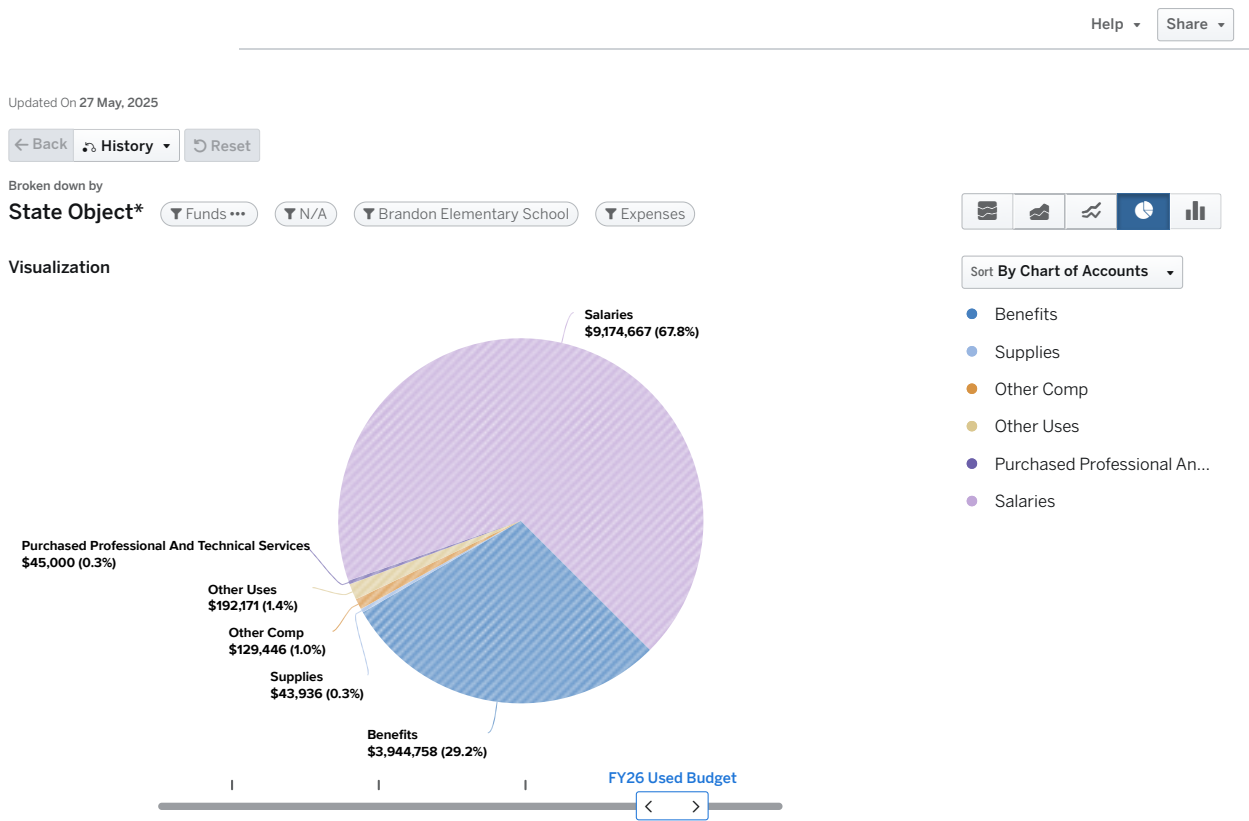 Help
Share
Updated On 27 May, 2025
Back
History
Reset
Broken down by
State Object*
Funds •••
N/A
Brandon Elementary School
Expenses
Visualization
Sort By Chart of Accounts
Benefits
Supplies
Other Comp
Other Uses
Purchased Professional An...
Salaries
Salaries
$9,174,667 (67.8%)
Purchased Professional And Technical Services
$45,000 (0.3%)
Other Uses
$192,171 (1.4%)
Other Comp
$129,446 (1.0%)
Supplies
$43,936 (0.3%)
Benefits
$3,944,758 (29.2%)
FY26 Used Budget